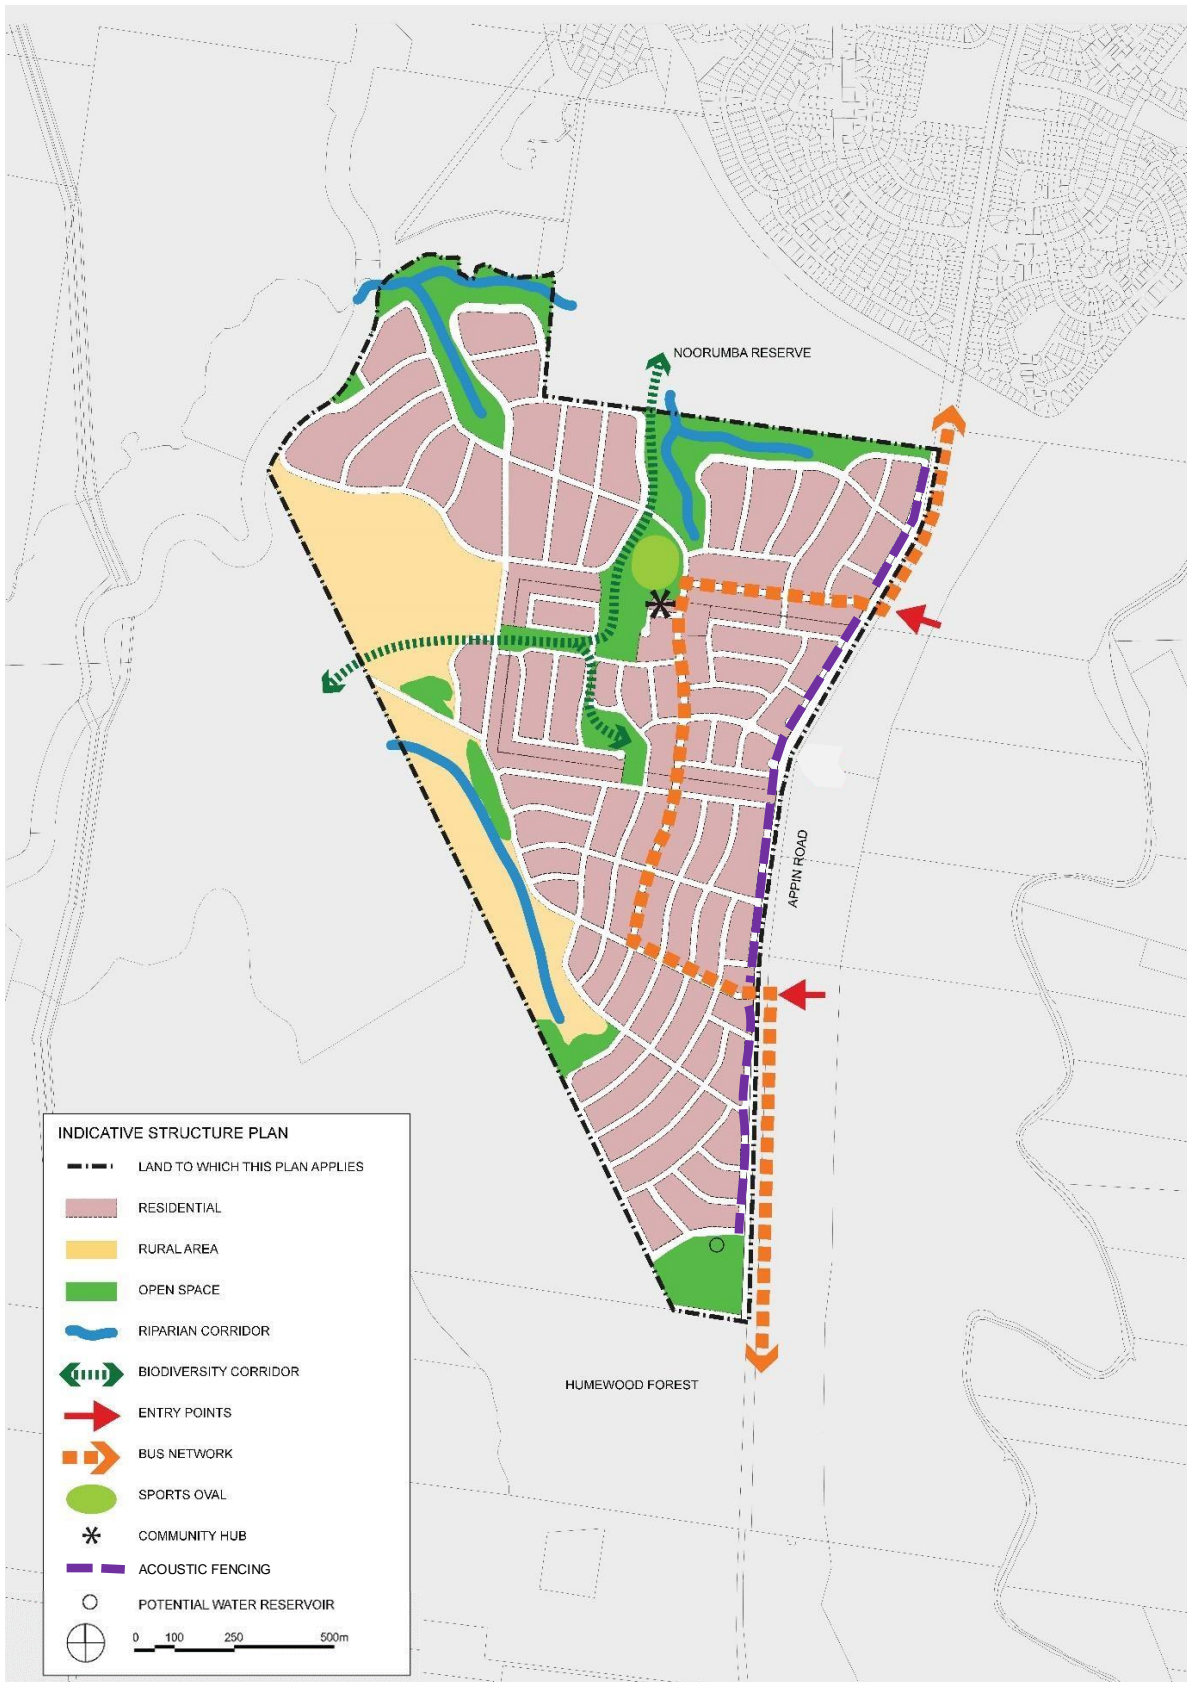 NOORUMBA RESERVE
APPIN ROAD
HUMEWOOD FOREST
INDICATIVE STRUCTURE PLAN
LAND TO WHICH THIS PLAN APPLIES
RESIDENTIAL
RURAL AREA
OPEN SPACE
RIPARIAN CORRIDOR
BIODIVERSITY CORRIDOR
ENTRY POINTS
BUS NETWORK
SPORTS OVAL
COMMUNITY HUB
ACOUSTIC FENCING
POTENTIAL WATER RESERVOIR
0 100 250 500m